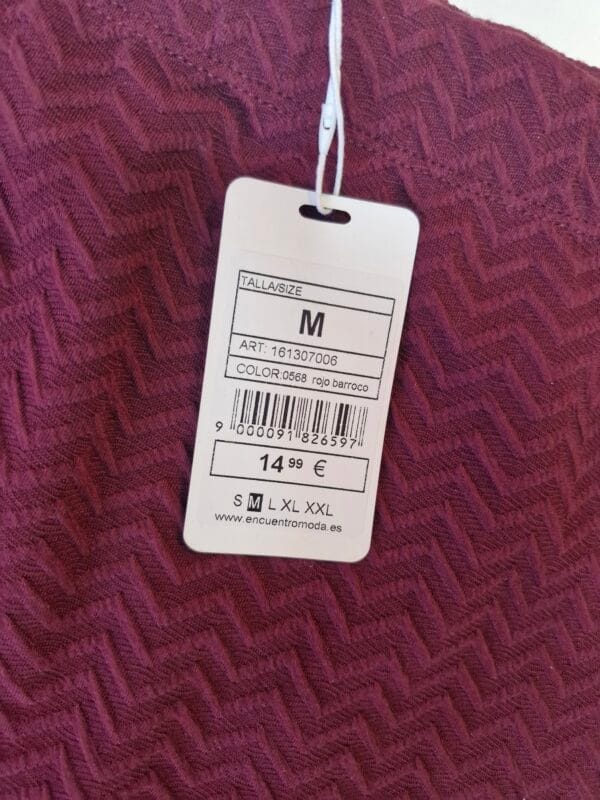 TALLA/SIZE
M
ART: 161307006
COLOR:0568 rojo barroco
9 000091 826597
14 99 €
S M L XL XXL
www.encuentromoda.es